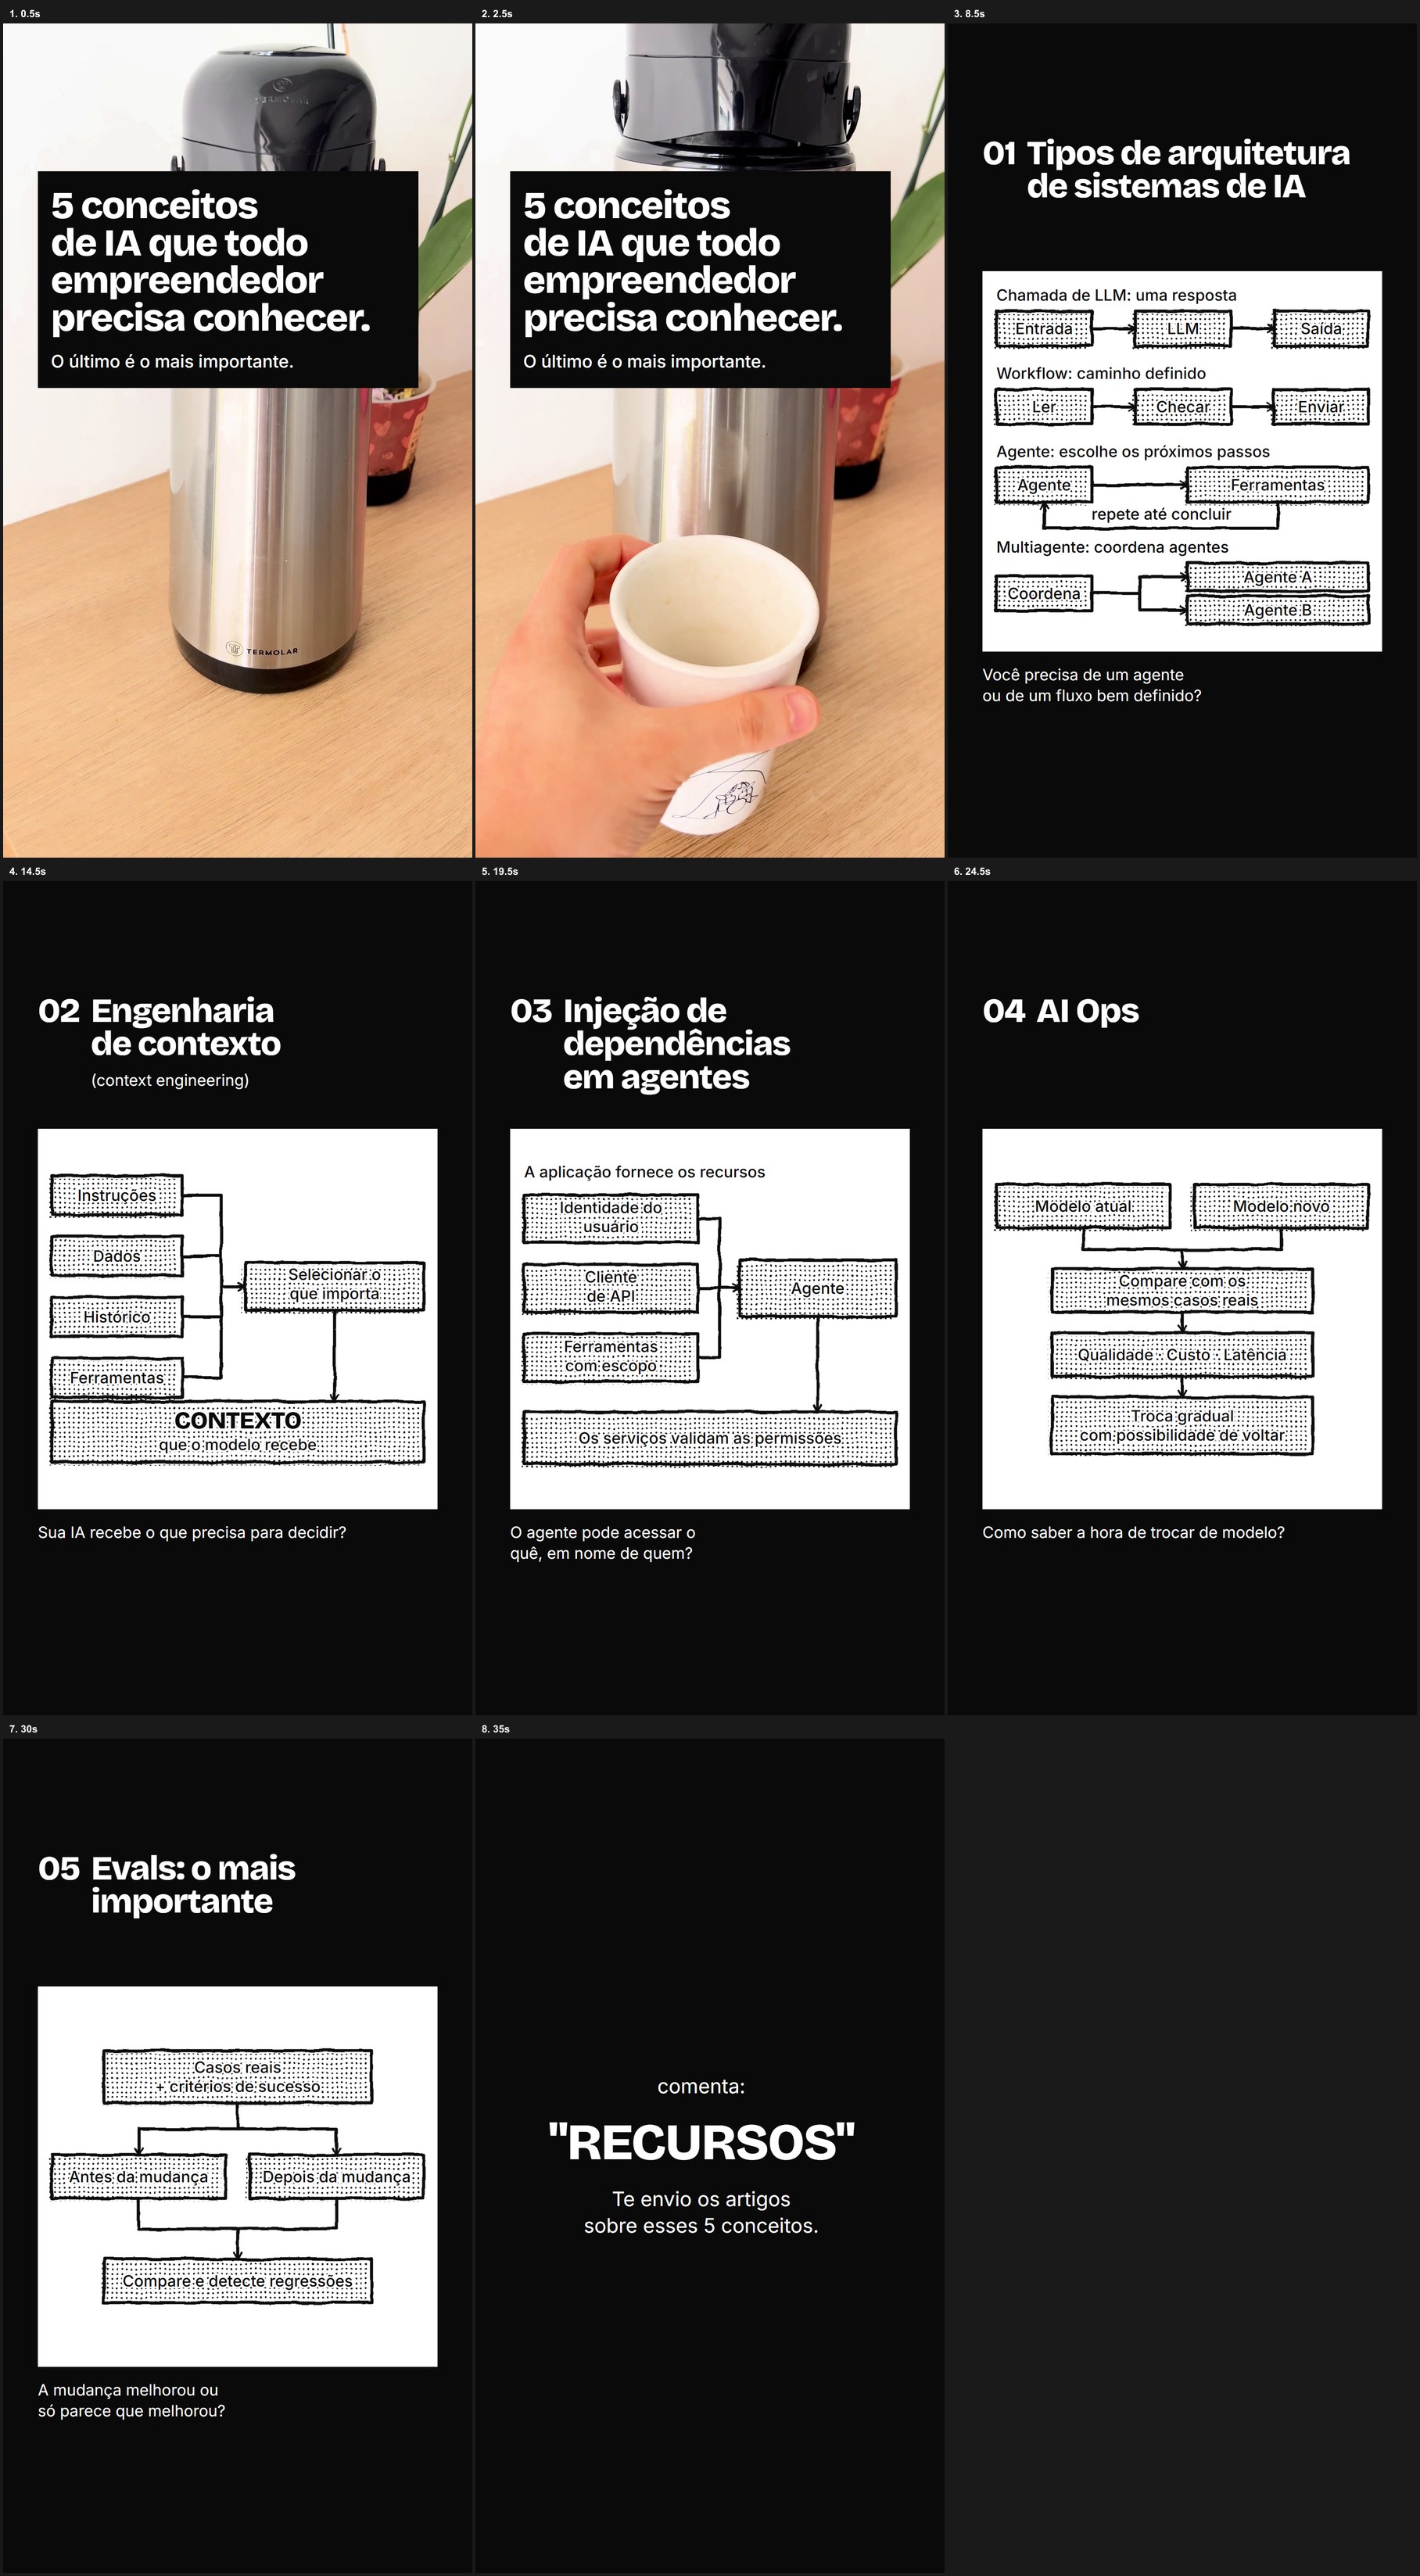 1. 0.5s
TERMOLAR
5 conceitos
de IA que todo
empreendedor
precisa conhecer.
O último é o mais importante.
TERMOLAR
2. 2.5s
5 conceitos
de IA que todo
empreendedor
precisa conhecer.
O último é o mais importante.
3. 8.5s
01 Tipos de arquitetura
de sistemas de IA
Chamada de LLM: uma resposta
Entrada LLM Saída
Workflow: caminho definido
Ler Checar Enviar
Agente: escolhe os próximos passos
Agente Ferramentas
repete até concluir
Multiagente: coordena agentes
Coordena
Agente A
Agente B
Você precisa de um agente
ou de um fluxo bem definido?
4. 14.5s
02 Engenharia
de contexto
(context engineering)
Instruções
Dados
Histórico
Ferramentas
Selecionar o
que importa
CONTEXTO
que o modelo recebe
Sua IA recebe o que precisa para decidir?
5. 19.5s
03 Injeção de
dependências
em agentes
A aplicação fornece os recursos
Identidade do
usuário
Cliente
de API
Ferramentas
com escopo
Agente
Os serviços validam as permissões
O agente pode acessar o
quê, em nome de quem?
6. 24.5s
04 AI Ops
Modelo atual Modelo novo
Compare com os
mesmos casos reais
Qualidade · Custo · Latência
Troca gradual
com possibilidade de voltar
Como saber a hora de trocar de modelo?
7. 30s
05 Evals: o mais
importante
Casos reais
+ critérios de sucesso
Antes da mudança Depois da mudança
Compare e detecte regressões
A mudança melhorou ou
só parece que melhorou?
8. 35s
comenta:
"RECURSOS"
Te envio os artigos
sobre esses 5 conceitos.